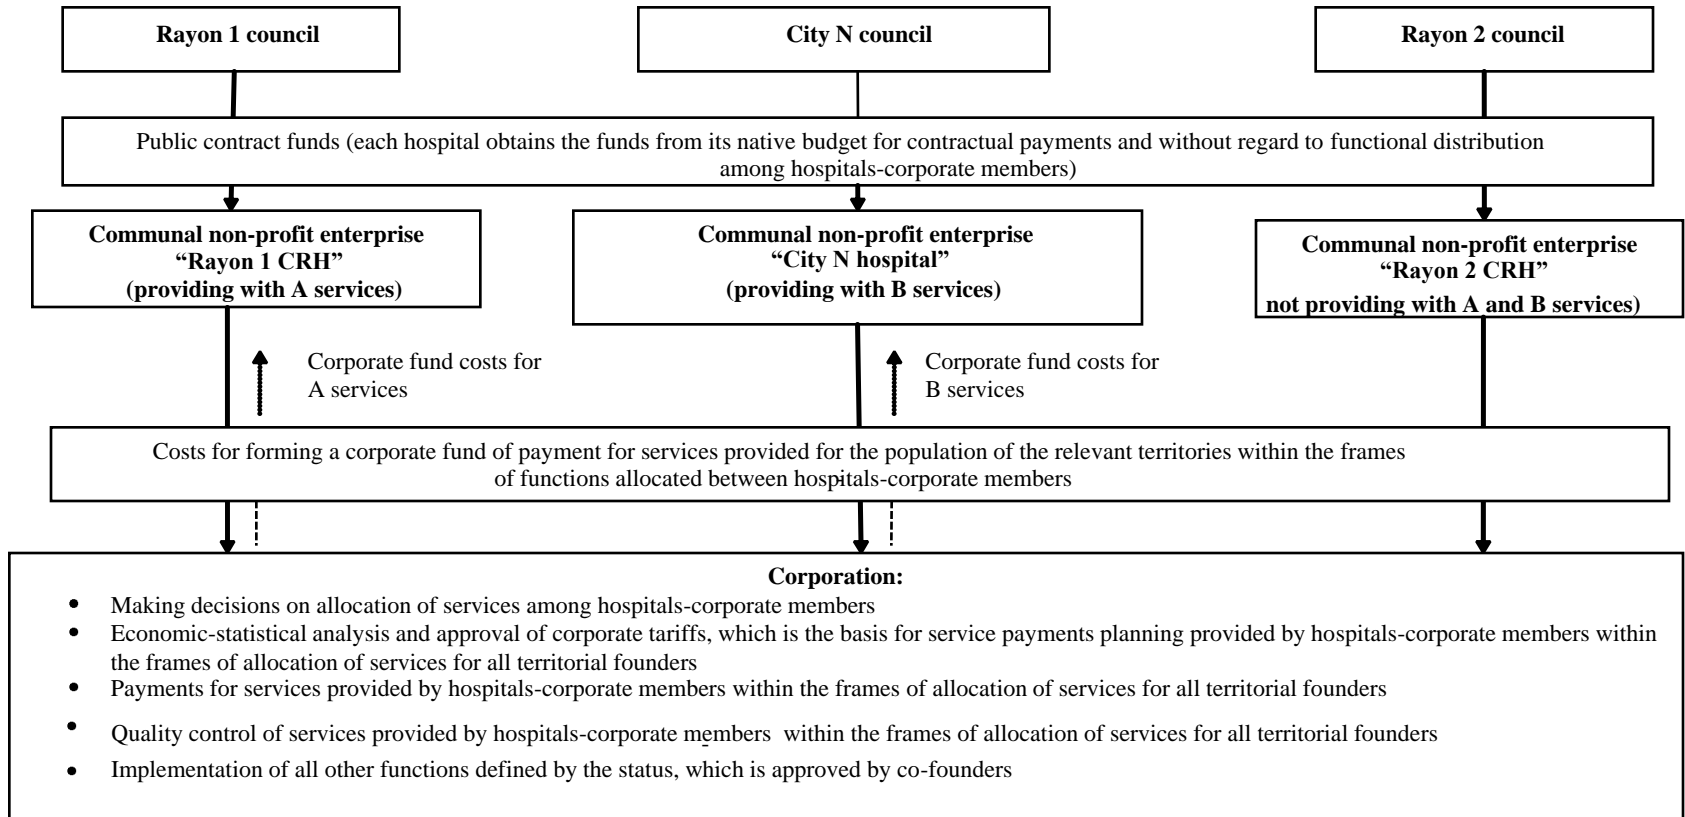 Rayon 1 council
City N council
Rayon 2 council
Public contract funds (each hospital obtains the funds from its native budget for contractual payments and without regard to functional distribution
among hospitals-corporate members)
Communal non-profit enterprise
“Rayon 1 CRH”
(providing with A services)
Communal non-profit enterprise
“City N hospital”
(providing with B services)
Communal non-profit enterprise
“Rayon 2 CRH”
not providing with A and B services)
Corporate fund costs for
A services
Corporate fund costs for
B services
Costs for forming a corporate fund of payment for services provided for the population of the relevant territories within the frames
of functions allocated between hospitals-corporate members
Corporation:
• Making decisions on allocation of services among hospitals-corporate members
• Economic-statistical analysis and approval of corporate tariffs, which is the basis for service payments planning provided by hospitals-corporate members within
the frames of allocation of services for all territorial founders
• Payments for services provided by hospitals-corporate members within the frames of allocation of services for all territorial founders
• Quality control of services provided by hospitals-corporate members within the frames of allocation of services for all territorial founders
• Implementation of all other functions defined by the status, which is approved by co-founders